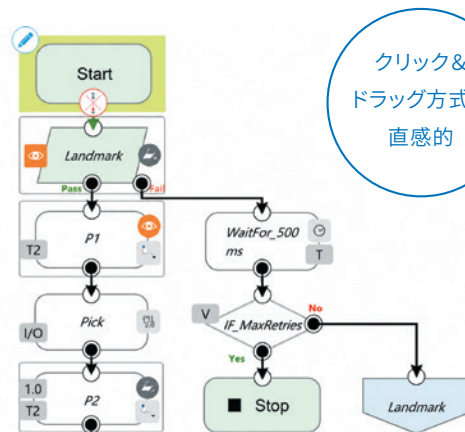 Start
クリック&
ドラッグ方式
直感的
Landmark
Pass
Fail
P1
T2
WaitFor_500
ms
T
Pick
I/O
V
IF_MaxRetries
No
Yes
1.0
T2
P2
Stop
Landmark